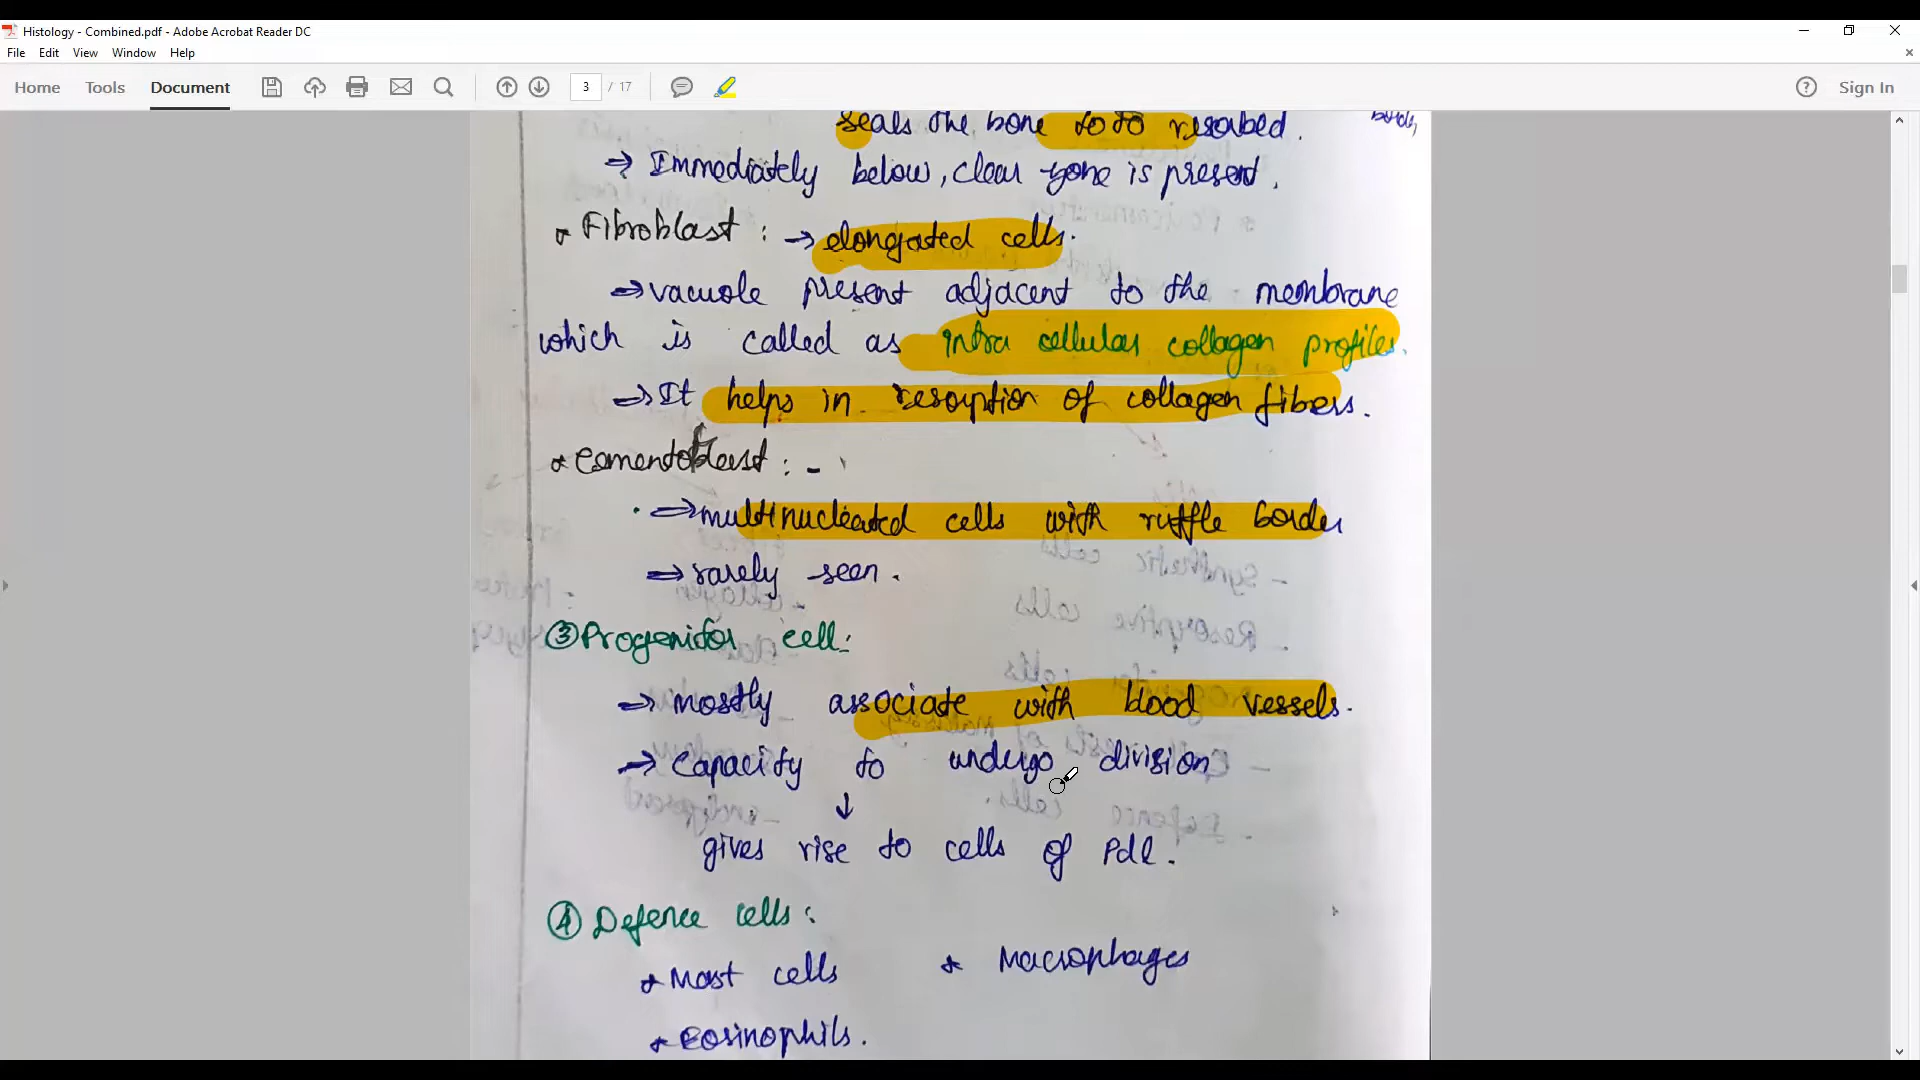 Histology - Combined.pdf - Adobe Acrobat Reader DC
File Edit View Window Help
Home Tools Document 3 / 17 Sign In
seals the bone to to resorbed.
body
→ Immediately below, clear zone is present.
* Fibroblast : → elongated cells.
→ vacuole present adjacent to the membrane
which is called as intra cellular collagen profiles.
→ It helps in resorption of collagen fibers.
* Cementoblast : -
→ multinucleated cells with ruffle border
→ rarely seen.
③ Progenitor cell:
→ mostly associate with blood vessels.
→ capacity to undergo division
↓
gives rise to cells of Pdl.
④ Defence cells:
* Mast cells * Macrophages
* Eosinophils.